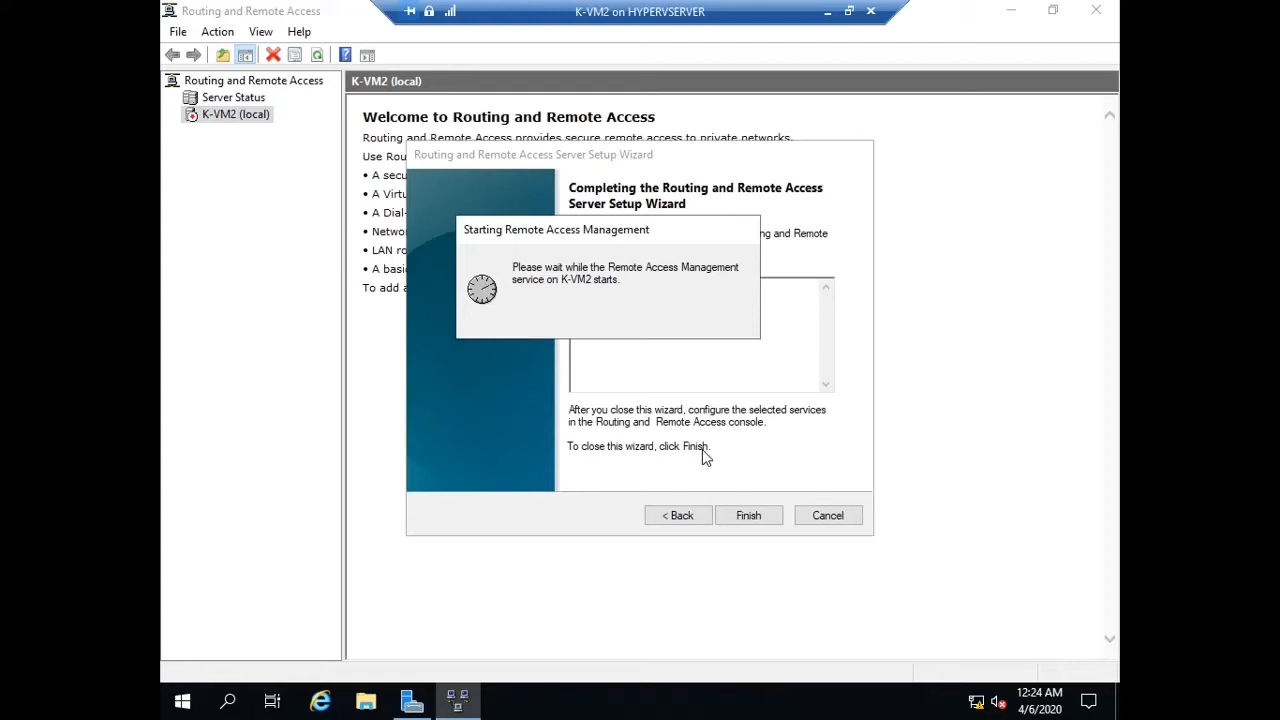 Routing and Remote Access
K-VM2 on HYPERVSERVER
File Action View Help
Routing and Remote Access
Server Status
K-VM2 (local)
K-VM2 (local)
Welcome to Routing and Remote Access
Routing and Remote Access provides secure remote access to private networks.
Use Rou
• A secu
• A Virtu
• A Dial-
• Netwo
• LAN ro
• A basi
To add a
Routing and Remote Access Server Setup Wizard
Completing the Routing and Remote Access
Server Setup Wizard
ng and Remote
Starting Remote Access Management
Please wait while the Remote Access Management
service on K-VM2 starts.
After you close this wizard, configure the selected services
in the Routing and Remote Access console.
To close this wizard, click Finish.
< Back Finish Cancel
12:24 AM
4/6/2020